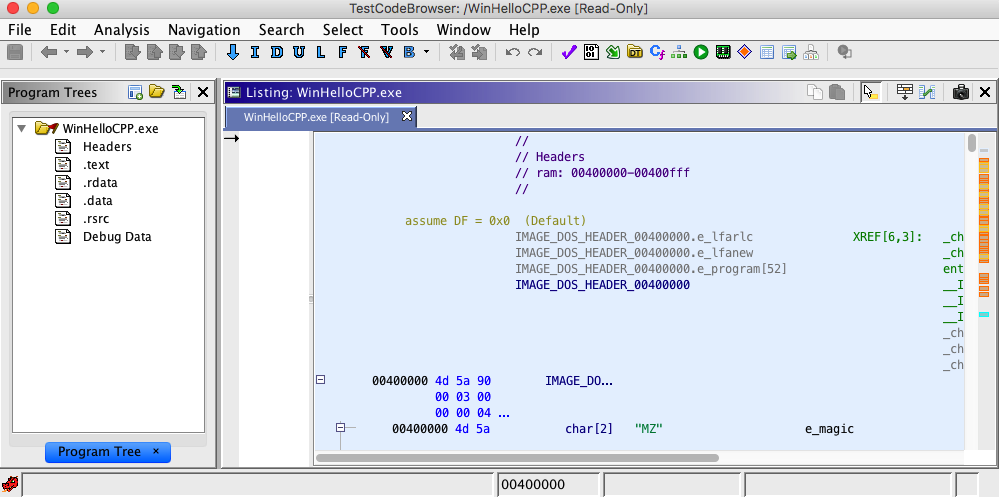 TestCodeBrowser: /WinHelloCPP.exe [Read-Only]
File Edit Analysis Navigation Search Select Tools Window Help
I D U L F R V B
Program Trees
WinHelloCPP.exe
Headers
.text
.rdata
.data
.rsrc
Debug Data
Program Tree ×
Listing: WinHelloCPP.exe
WinHelloCPP.exe [Read-Only]
//
// Headers
// ram: 00400000-00400fff
//
assume DF = 0x0 (Default)
IMAGE_DOS_HEADER_00400000.e_lfarlc XREF[6,3]: _ch
IMAGE_DOS_HEADER_00400000.e_lfanew _ch
IMAGE_DOS_HEADER_00400000.e_program[52] ent
IMAGE_DOS_HEADER_00400000 __I
__I
__I
_ch
_ch
_ch
00400000 4d 5a 90 IMAGE_DO...
00 03 00
00 00 04 ...
00400000 4d 5a char[2] "MZ" e_magic
00400000